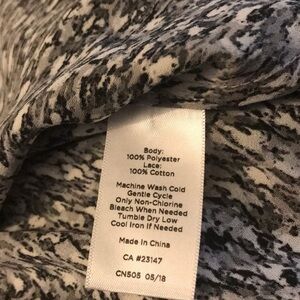 Body:
100% Polyester
Lace:
100% Cotton
Machine Wash Cold
Gentle Cycle
Only Non-Chlorine
Bleach When Needed
Tumble Dry Low
Cool Iron If Needed
Made In China
CA #23147
CN505 05/18